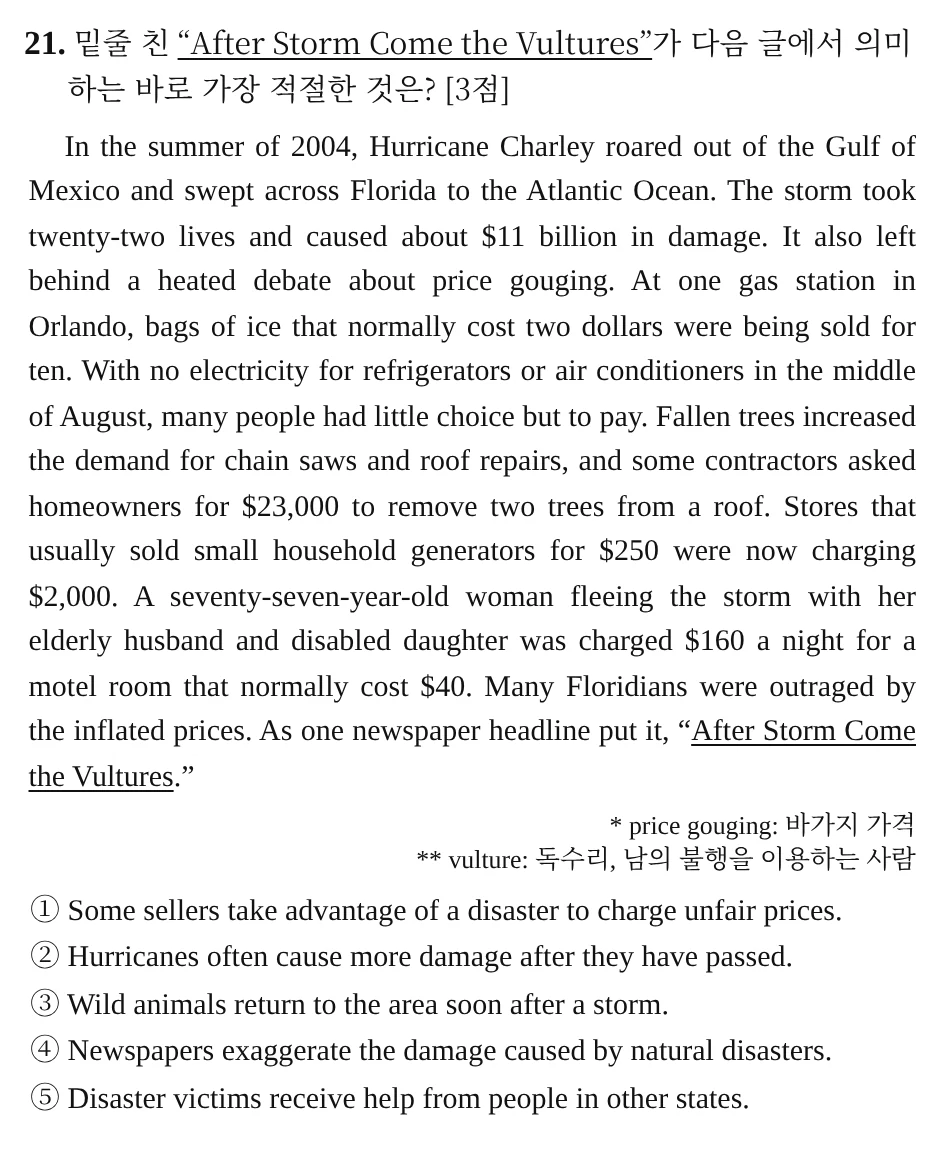 21. 밑줄 친 “After Storm Come the Vultures”가 다음 글에서 의미
하는 바로 가장 적절한 것은? [3점]
In the summer of 2004, Hurricane Charley roared out of the Gulf of
Mexico and swept across Florida to the Atlantic Ocean. The storm took
twenty-two lives and caused about $11 billion in damage. It also left
behind a heated debate about price gouging. At one gas station in
Orlando, bags of ice that normally cost two dollars were being sold for
ten. With no electricity for refrigerators or air conditioners in the middle
of August, many people had little choice but to pay. Fallen trees increased
the demand for chain saws and roof repairs, and some contractors asked
homeowners for $23,000 to remove two trees from a roof. Stores that
usually sold small household generators for $250 were now charging
$2,000. A seventy-seven-year-old woman fleeing the storm with her
elderly husband and disabled daughter was charged $160 a night for a
motel room that normally cost $40. Many Floridians were outraged by
the inflated prices. As one newspaper headline put it, “After Storm Come
the Vultures.”
* price gouging: 바가지 가격
** vulture: 독수리, 남의 불행을 이용하는 사람
① Some sellers take advantage of a disaster to charge unfair prices.
② Hurricanes often cause more damage after they have passed.
③ Wild animals return to the area soon after a storm.
④ Newspapers exaggerate the damage caused by natural disasters.
⑤ Disaster victims receive help from people in other states.